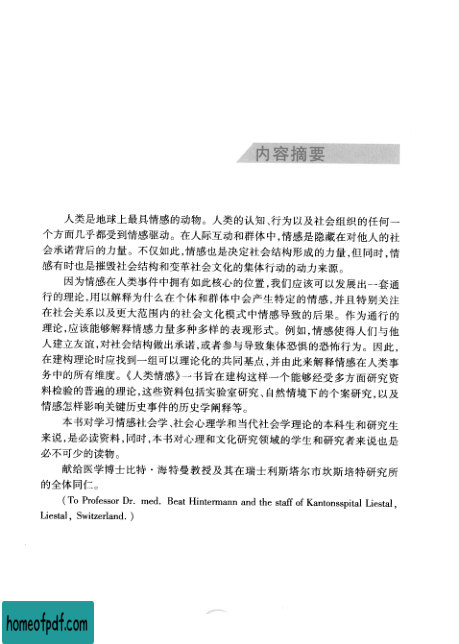 内容摘要
人类是地球上最具情感的动物。人类的认知、行为以及社会组织的任何一
个方面几乎都受到情感驱动。在人际互动和群体中,情感是隐藏在对他人的社
会承诺背后的力量。不仅如此,情感也是决定社会结构形成的力量,但同时,情
感有时也是摧毁社会结构和变革社会文化的集体行动的动力来源。
因为情感在人类事件中拥有如此核心的位置,我们应该可以发展出一套通
行的理论,用以解释为什么在个体和群体中会产生特定的情感,并且特别关注
在社会关系以及更大范围内的社会文化模式中情感导致的后果。作为通行的
理论,应该能够解释情感力量多种多样的表现形式。例如,情感使得人们与他
人建立友谊,对社会结构做出承诺,或者参与导致集体恐惧的恐怖行为。因此,
在建构理论时应找到一组可以理论化的共同基点,并由此来解释情感在人类事
务中的所有维度。《人类情感》一书旨在建构这样一个能够经受多方面研究资
料检验的普遍的理论,这些资料包括实验室研究、自然情境下的个案研究,以及
情感怎样影响关键历史事件的历史学阐释等。
本书对学习情感社会学、社会心理学和当代社会学理论的本科生和研究生
来说,是必读资料,同时,本书对心理和文化研究领域的学生和研究者来说也是
必不可少的读物。
献给医学博士比特·海特曼教授及其在瑞士利斯塔尔市坎斯培特研究所
的全体同仁。
(To Professor Dr. med. Beat Hintermann and the staff of Kantonsspital Liestal,
Liestal, Switzerland.)
homeofpdf.com